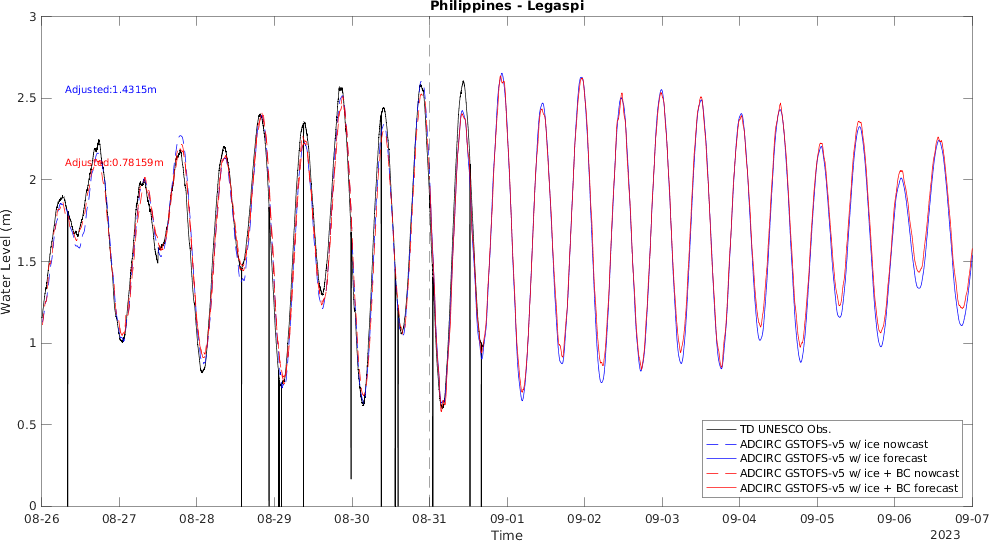 Philippines - Legaspi
3
2.5
2
1.5
1
0.5
0
Water Level (m)
Adjusted:1.4315m
Adjusted:0.78159m
TD UNESCO Obs.
ADCIRC GSTOFS-v5 w/ ice nowcast
ADCIRC GSTOFS-v5 w/ ice forecast
ADCIRC GSTOFS-v5 w/ ice + BC nowcast
ADCIRC GSTOFS-v5 w/ ice + BC forecast
08-26 08-27 08-28 08-29 08-30 08-31 09-01 09-02 09-03 09-04 09-05 09-06 09-07
Time
2023